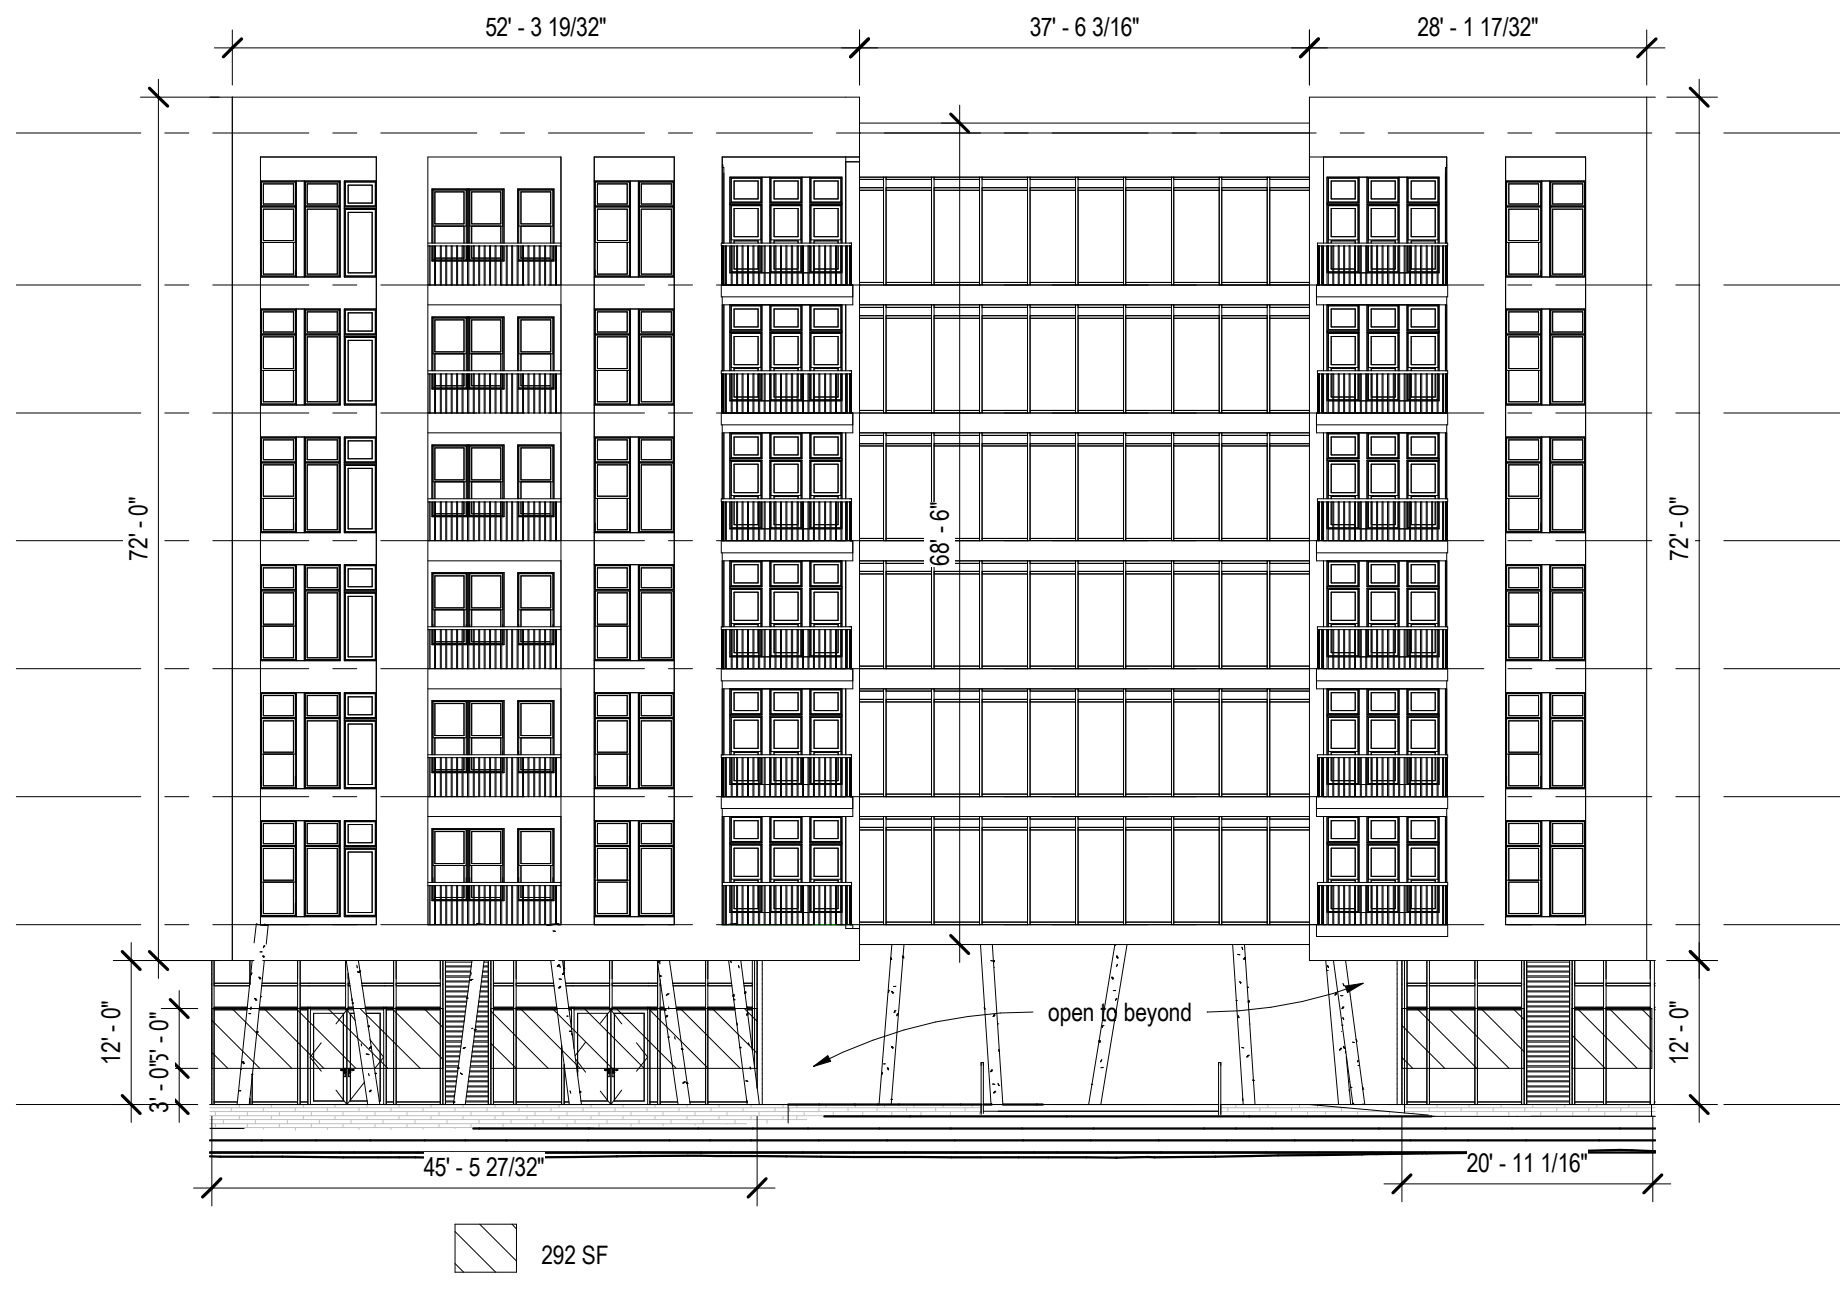 52' - 3 19/32"
37' - 6 3/16"
28' - 1 17/32"
72' - 0"
68' - 6"
72' - 0"
12' - 0"
5' - 0"
3' - 0"
open to beyond
12' - 0"
45' - 5 27/32"
20' - 11 1/16"
292 SF